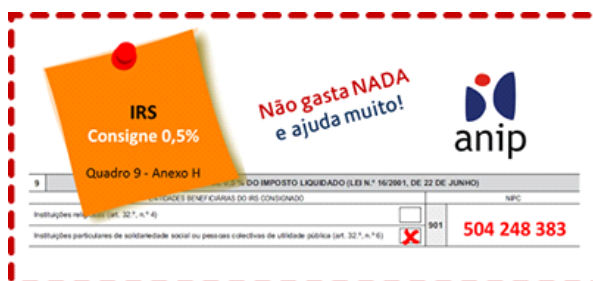 IRS
Consigne 0,5%
Quadro 9 - Anexo H
Não gasta NADA
e ajuda muito!
anip
9 0,5 % DO IMPOSTO LIQUIDADO (LEI N.º 16/2001, DE 22 DE JUNHO)
ENTIDADES BENEFICIÁRIAS DO IRS CONSIGNADO NIPC
Instituições religiosas (art. 32.º, n.º 4)
Instituições particulares de solidariedade social ou pessoas colectivas de utilidade pública (art. 32.º, n.º 6) 901 504 248 383